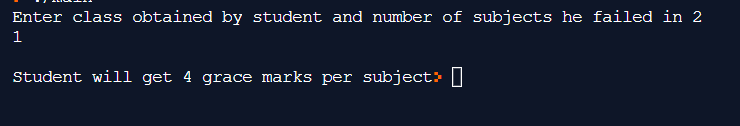 Enter class obtained by student and number of subjects he failed in 2
1
Student will get 4 grace marks per subject>